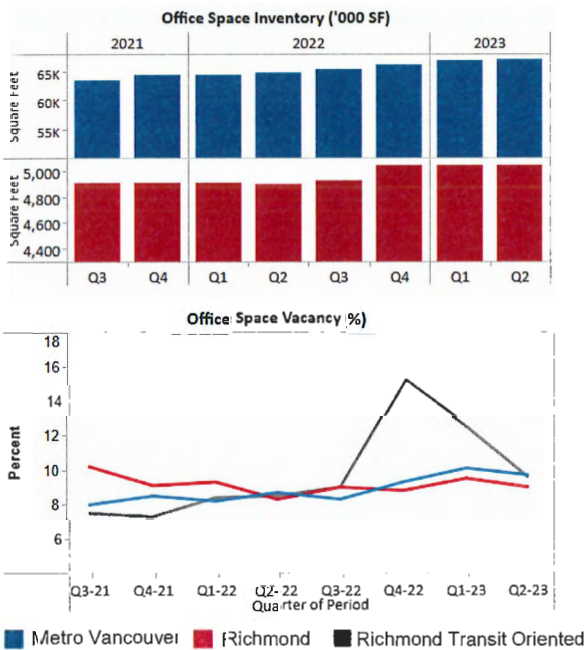 Office Space Inventory ('000 SF)
2021 2022 2023
Square Feet
65K
60K
55K
Square Feet
5,000
4,800
4,600
4,400
Q3 Q4 Q1 Q2 Q3 Q4 Q1 Q2
Office Space Vacancy (%)
Percent
18
16
14
12
10
8
6
Q3-21 Q4-21 Q1-22 Q2-22 Q3-22 Q4-22 Q1-23 Q2-23
Quarter of Period
Metro Vancouver Richmond Richmond Transit Oriented